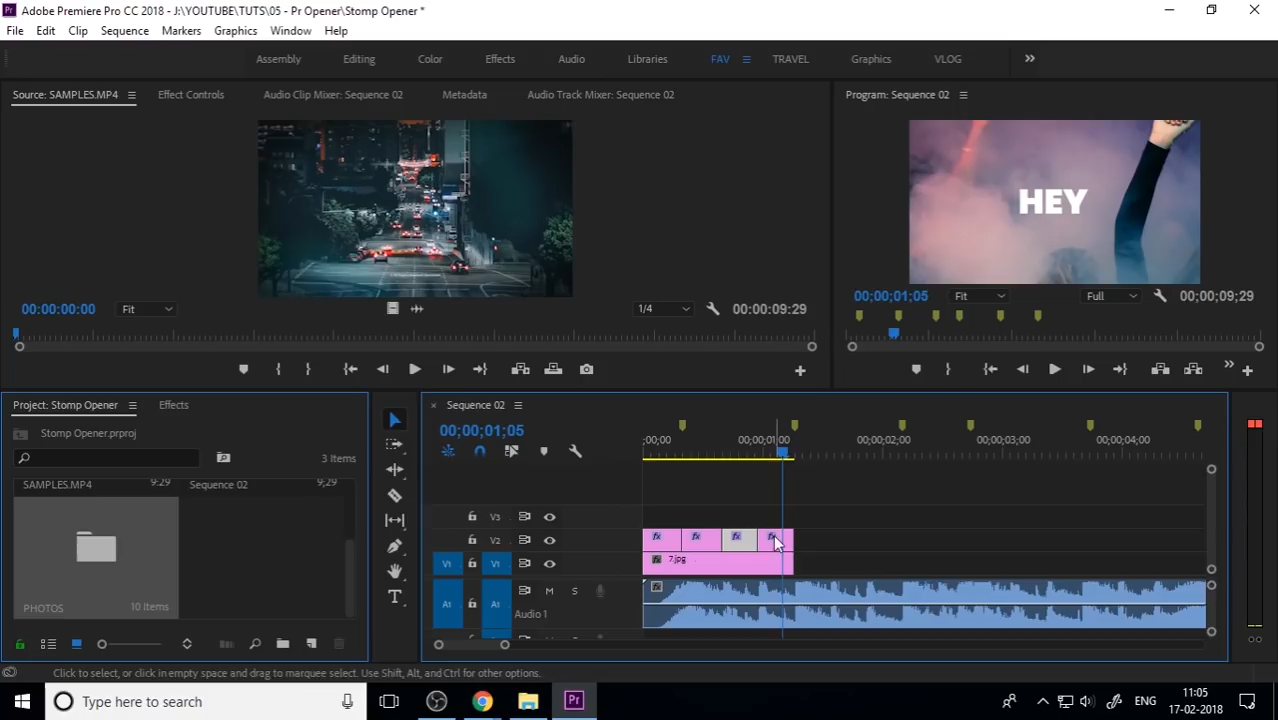 Pr Adobe Premiere Pro CC 2018 - J:\YOUTUBE\TUTS\05 - Pr Opener\Stomp Opener *
File Edit Clip Sequence Markers Graphics Window Help
Assembly Editing Color Effects Audio Libraries FAV TRAVEL Graphics VLOG
Source: SAMPLES.MP4 Effect Controls Audio Clip Mixer: Sequence 02 Metadata Audio Track Mixer: Sequence 02 Program: Sequence 02
HEY
00;00;01;05 Fit Full 00;00;09;29
00:00:00:00 Fit 1/4 00:00:09:29
Project: Stomp Opener Effects Sequence 02
Stomp Opener.prproj 00;00;01;05
;00;00 00;00;01;00 00;00;02;00 00;00;03;00 00;00;04;00
3 Items
SAMPLES.MP4 9:29 Sequence 02 9;29
V3
V2 fx fx fx fx
V1 V1 fx 7.jpg
A1 A1 M S fx
Audio 1
PHOTOS 10 Items
Click to select, or click in empty space and drag to marquee select. Use Shift, Alt, and Ctrl for other options.
Type here to search Pr ENG 11:05
17-02-2018